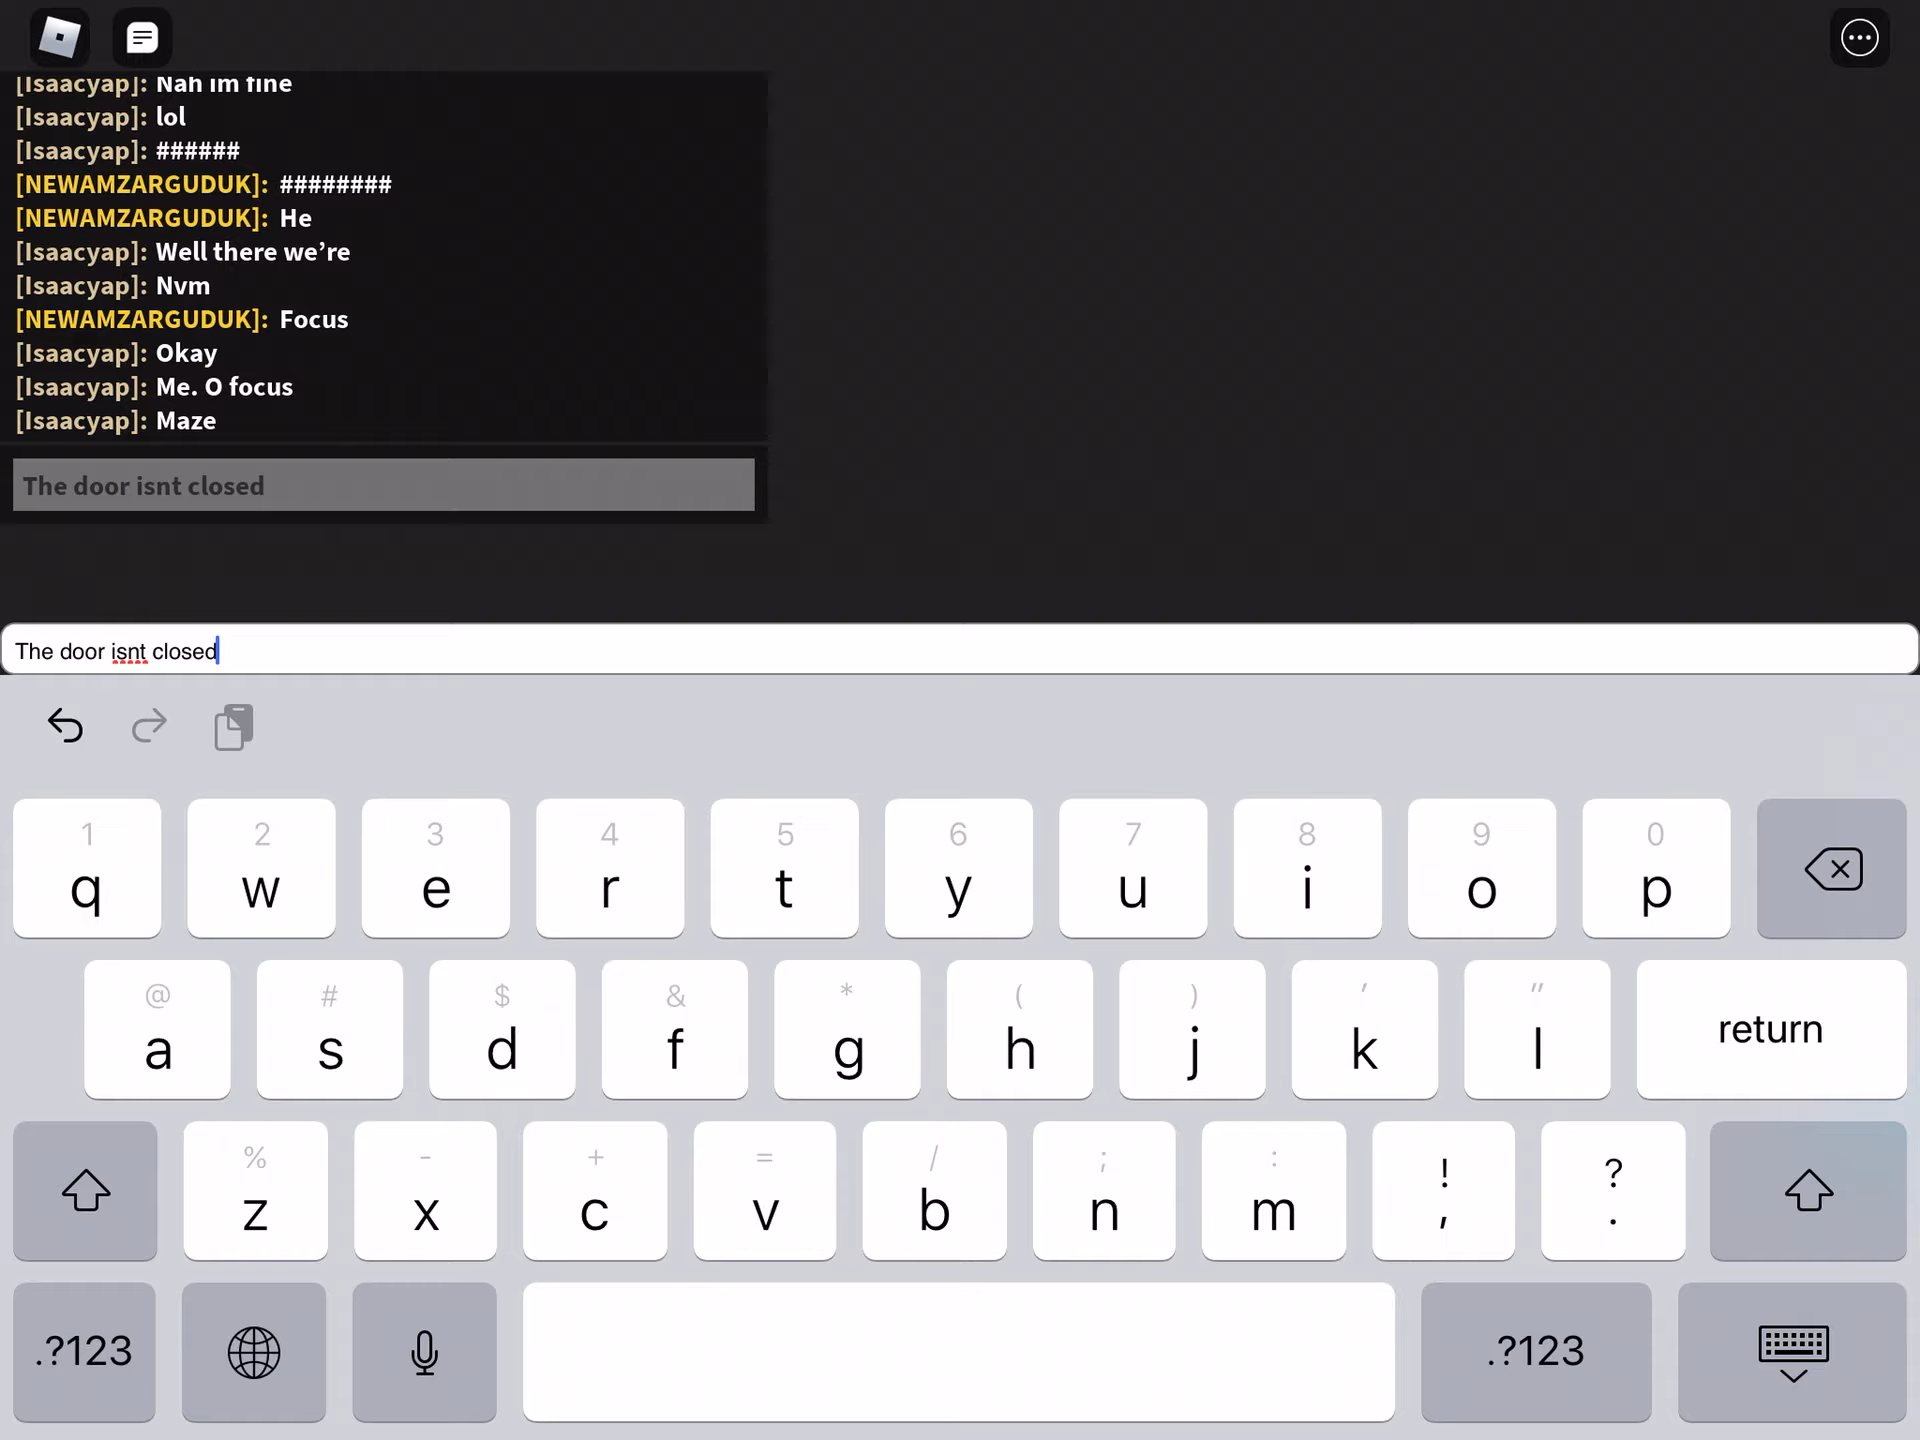 [Isaacyap]: Nah im fine
[Isaacyap]: lol
[Isaacyap]: ######
[NEWAMZARGUDUK]: ########
[NEWAMZARGUDUK]: He
[Isaacyap]: Well there we’re
[Isaacyap]: Nvm
[NEWAMZARGUDUK]: Focus
[Isaacyap]: Okay
[Isaacyap]: Me. O focus
[Isaacyap]: Maze
The door isnt closed
The door isnt closed
1 2 3 4 5 6 7 8 9 0
q w e r t y u i o p
@ # $ & * ( ) ' "
a s d f g h j k l return
% - + = / ; : ! ?
z x c v b n m , .
.?123 .?123